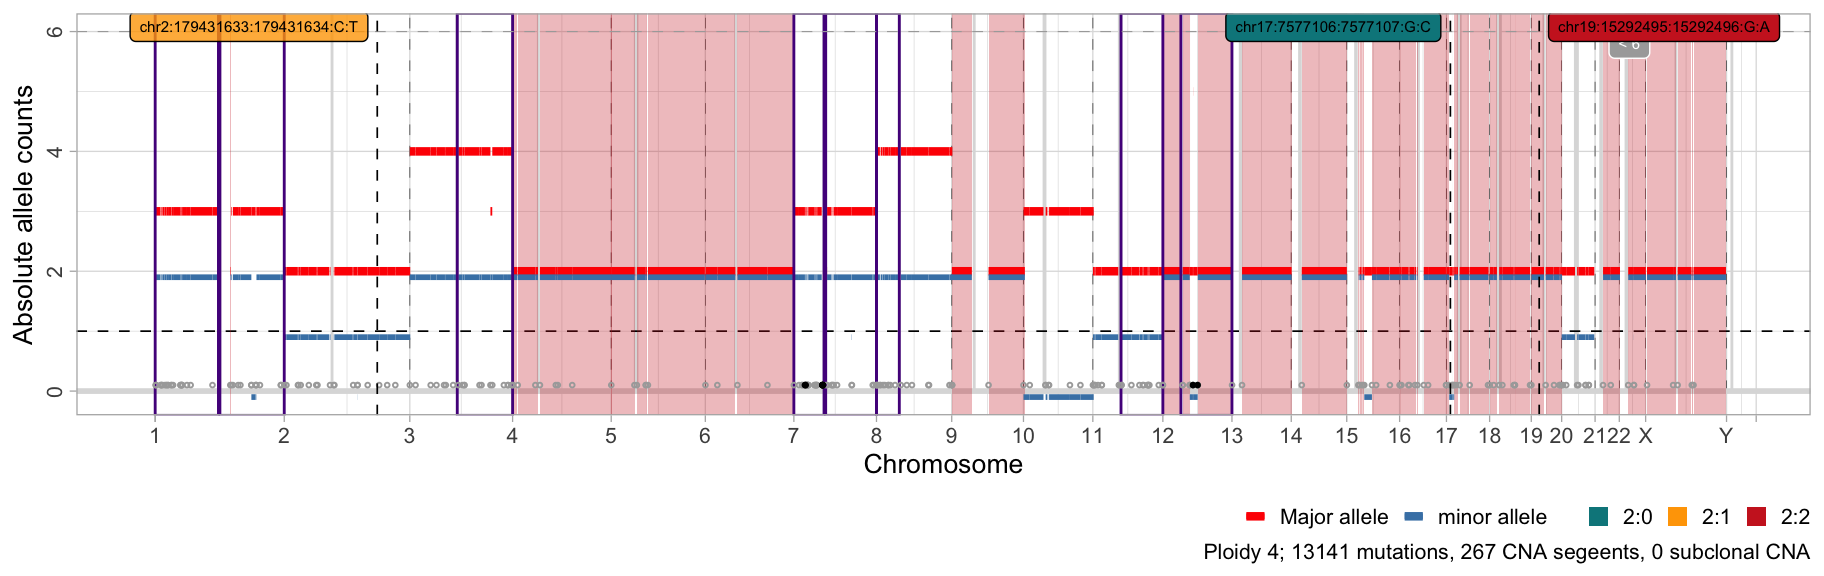 chr2:179431633:179431634:C:T
chr17:7577106:7577107:G:C
chr19:15292495:15292496:G:A
< 6
Absolute allele counts
6
4
2
0
1 2 3 4 5 6 7 8 9 10 11 12 13 14 15 16 17 18 19 20 21 22 X Y
Chromosome
Major allele minor allele 2:0 2:1 2:2
Ploidy 4; 13141 mutations, 267 CNA segeents, 0 subclonal CNA